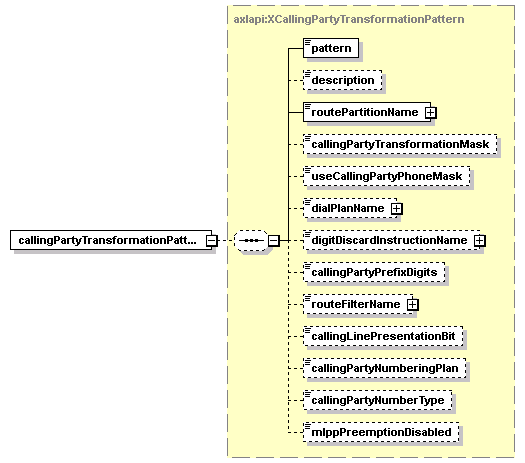 axlapi:XCallingPartyTransformationPattern
pattern
description
routePartitionName
callingPartyTransformationMask
useCallingPartyPhoneMask
dialPlanName
callingPartyTransformationPatt...
digitDiscardInstructionName
callingPartyPrefixDigits
routeFilterName
callingLinePresentationBit
callingPartyNumberingPlan
callingPartyNumberType
mlppPreemptionDisabled